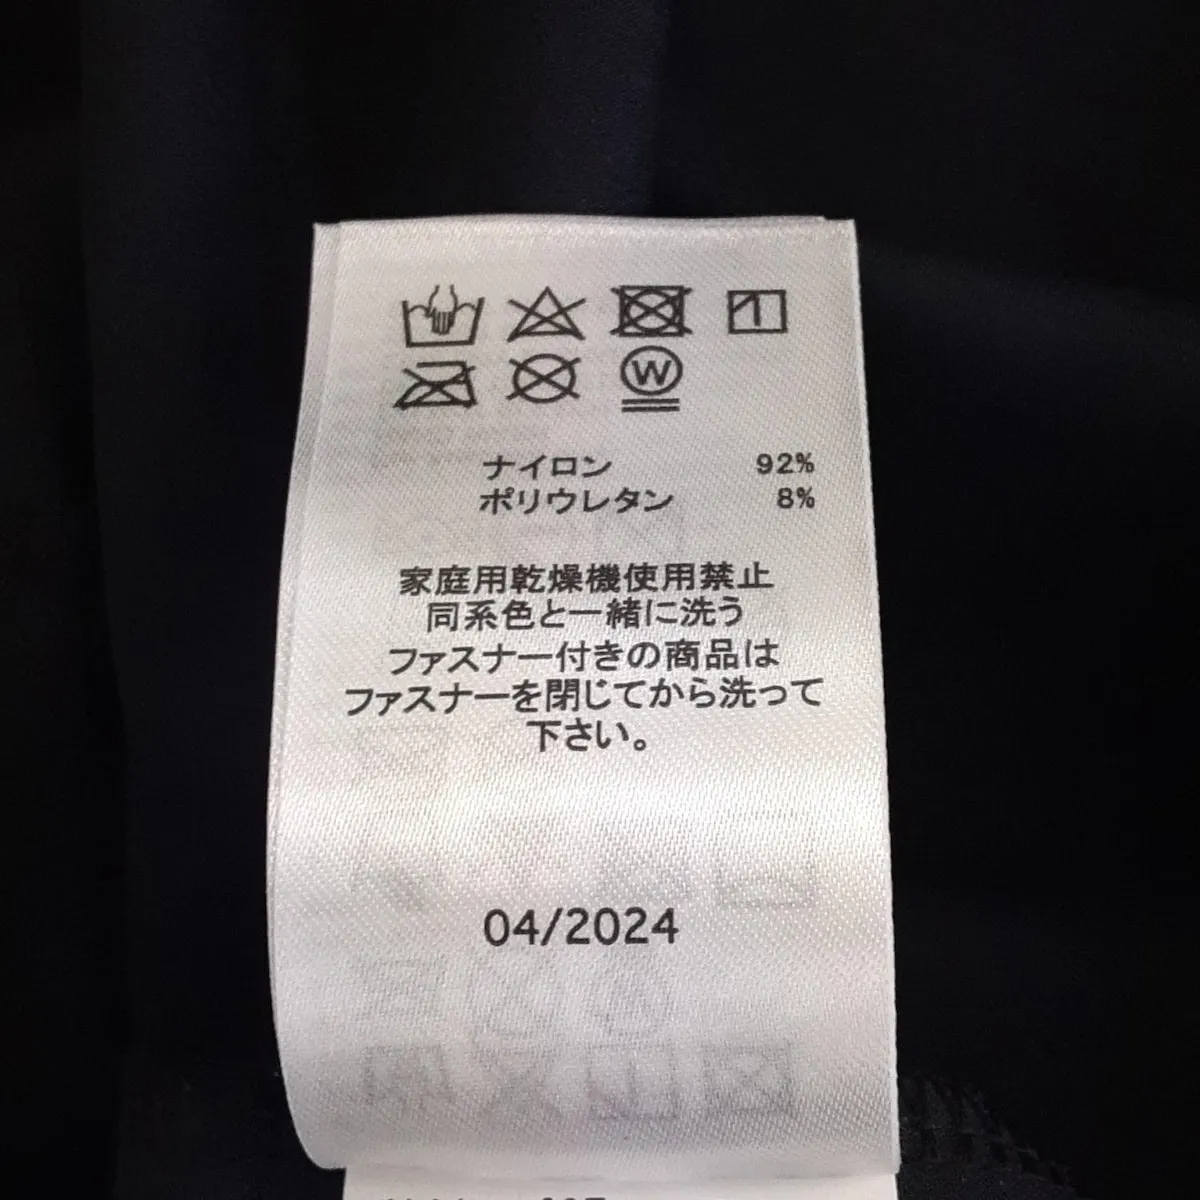 W
ナイロン 92%
ポリウレタン 8%
家庭用乾燥機使用禁止
同系色と一緒に洗う
ファスナー付きの商品は
ファスナーを閉じてから洗って
下さい。
04/2024